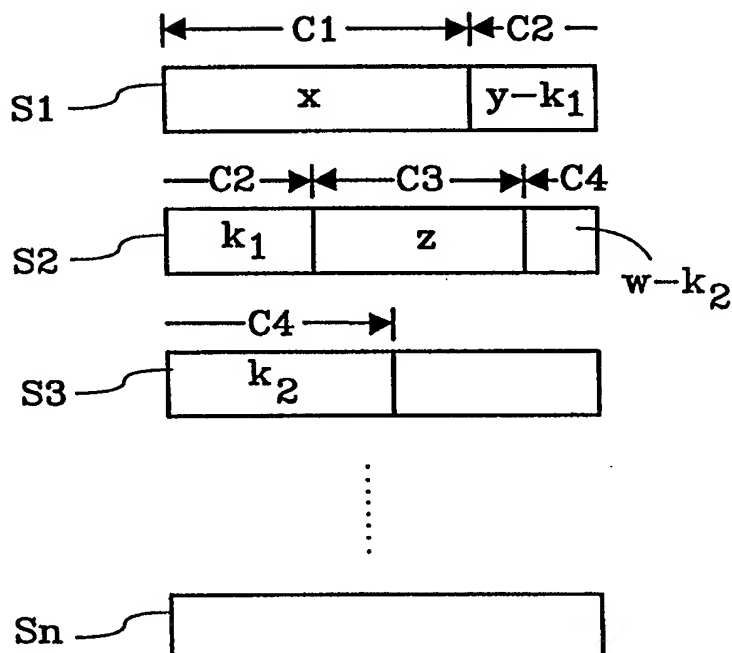 C1 C2
S1 x y-k₁
C2 C3 C4
S2 k₁ z
w-k₂
C4
S3 k₂
Sn